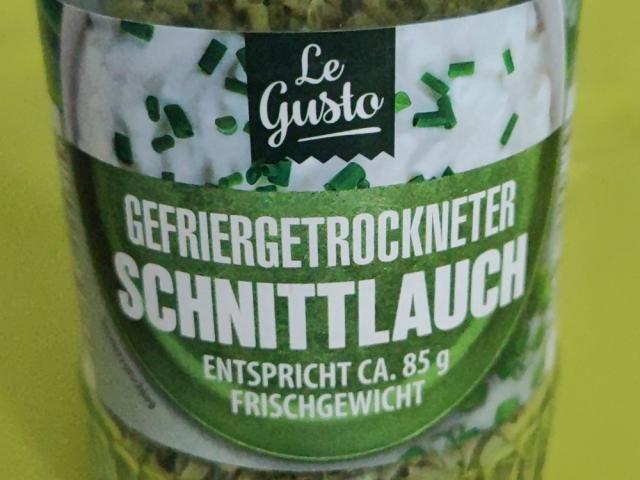 Le
Gusto
GEFRIERGETROCKNETER
SCHNITTLAUCH
ENTSPRICHT CA. 85 g
FRISCHGEWICHT